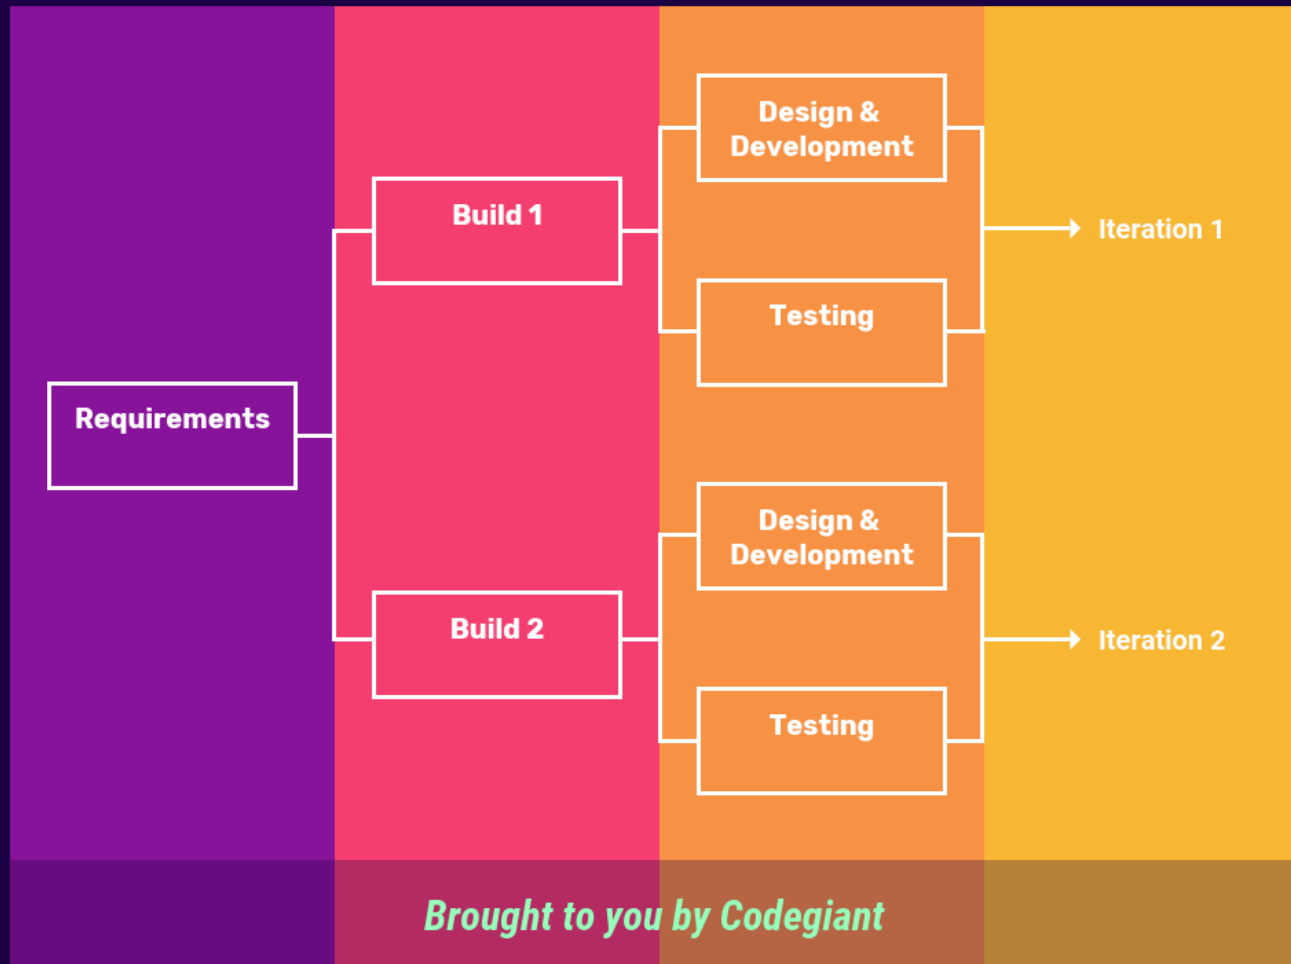 Requirements
Build 1
Build 2
Design &
Development
Testing
Design &
Development
Testing
Iteration 1
Iteration 2
Brought to you by Codegiant